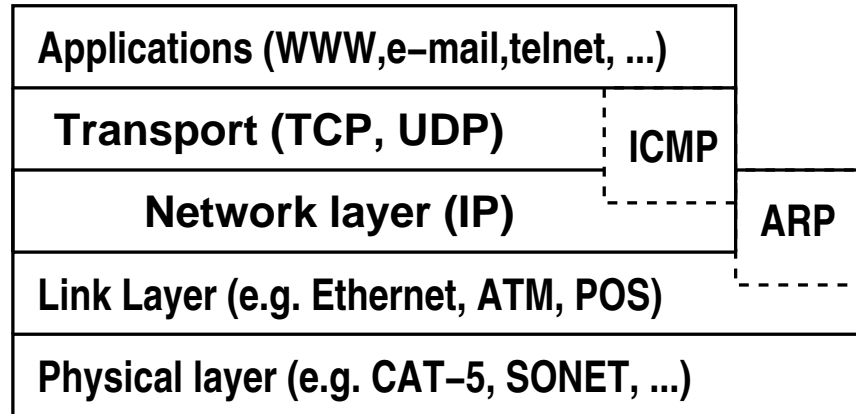 Applications (WWW,e−mail,telnet, ...)
Transport (TCP, UDP)
ICMP
Network layer (IP)
ARP
Link Layer (e.g. Ethernet, ATM, POS)
Physical layer (e.g. CAT−5, SONET, ...)